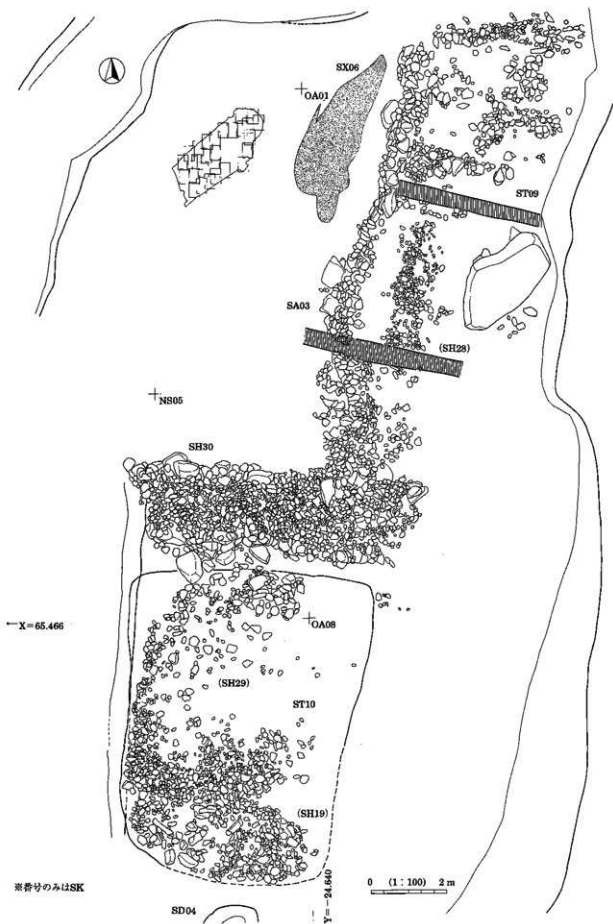 SX06
OA01
ST09
SA03
(SH28)
NS05
SH30
←X=65.466
OA08
(SH29)
ST10
(SH19)
※番号のみはSK
0 (1:100) 2 m
Y=-24.640
SD04